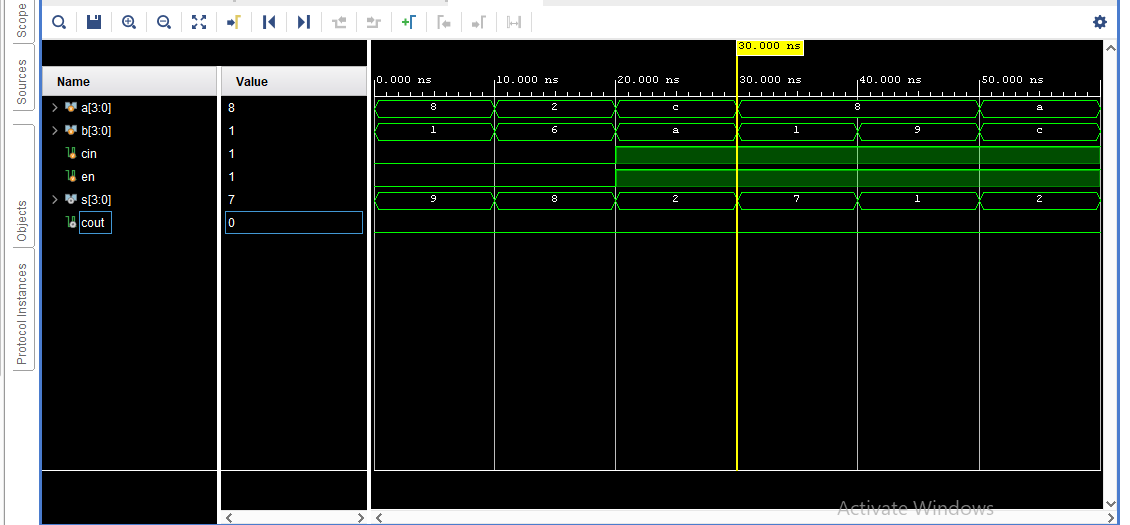 Scope
Sources
Objects
Protocol Instances
30.000 ns
Name
Value
0.000 ns 10.000 ns 20.000 ns 30.000 ns 40.000 ns 50.000 ns
a[3:0] 8 8 2 c 8 a
b[3:0] 1 1 6 a 1 9 c
cin 1
en 1
s[3:0] 7 9 8 2 7 1 2
cout 0
Activate Windows